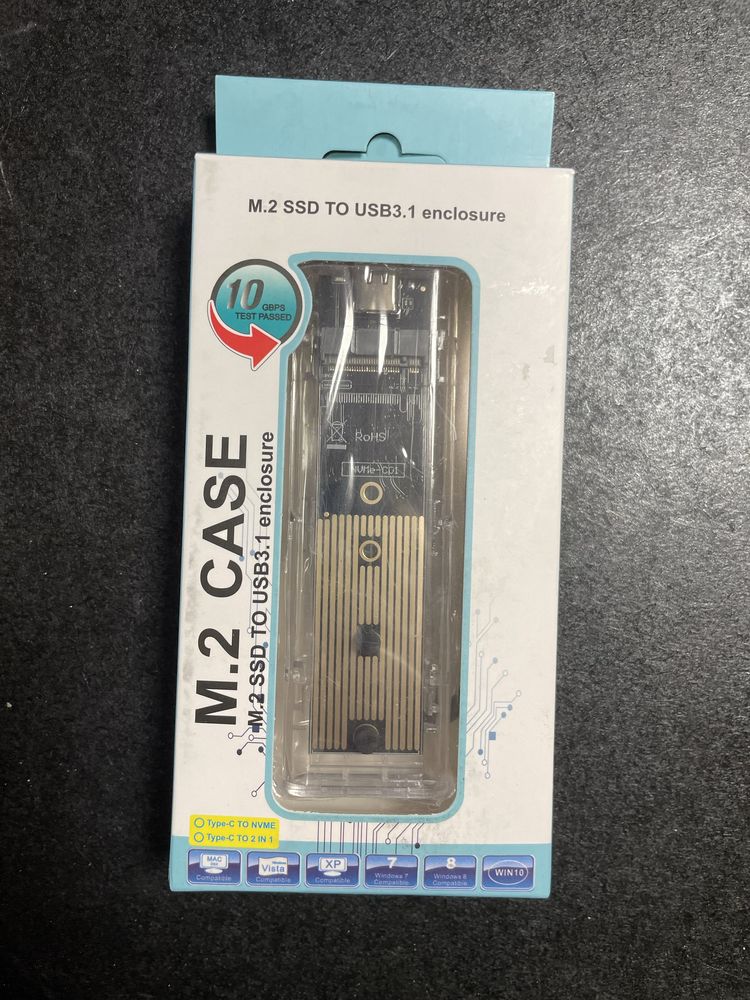 M.2 SSD TO USB3.1 enclosure
10
GBPS
TEST PASSED
RoHS
NVMe-CG1
M.2 CASE
M.2 SSD TO USB3.1 enclosure
Type-C TO NVME
Type-C TO 2 IN 1
MAC
Compatible
Vista
Compatible
XP
Compatible
7
Windows 7
Compatible
8
Windows 8
Compatible
WIN10